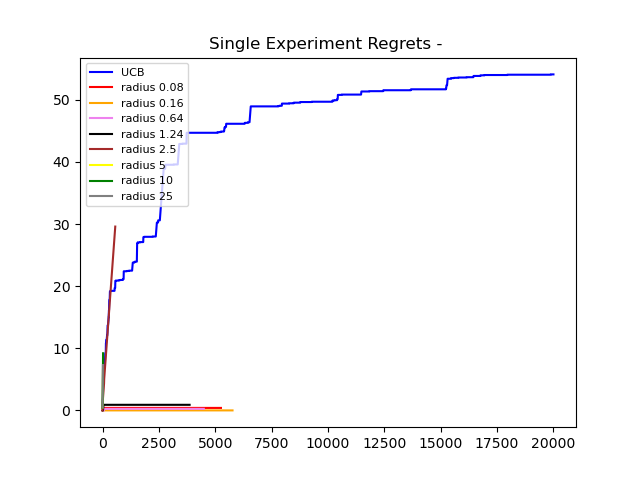 Single Experiment Regrets -
UCB
radius 0.08
radius 0.16
radius 0.64
radius 1.24
radius 2.5
radius 5
radius 10
radius 25
50
40
30
20
10
0
0 2500 5000 7500 10000 12500 15000 17500 20000